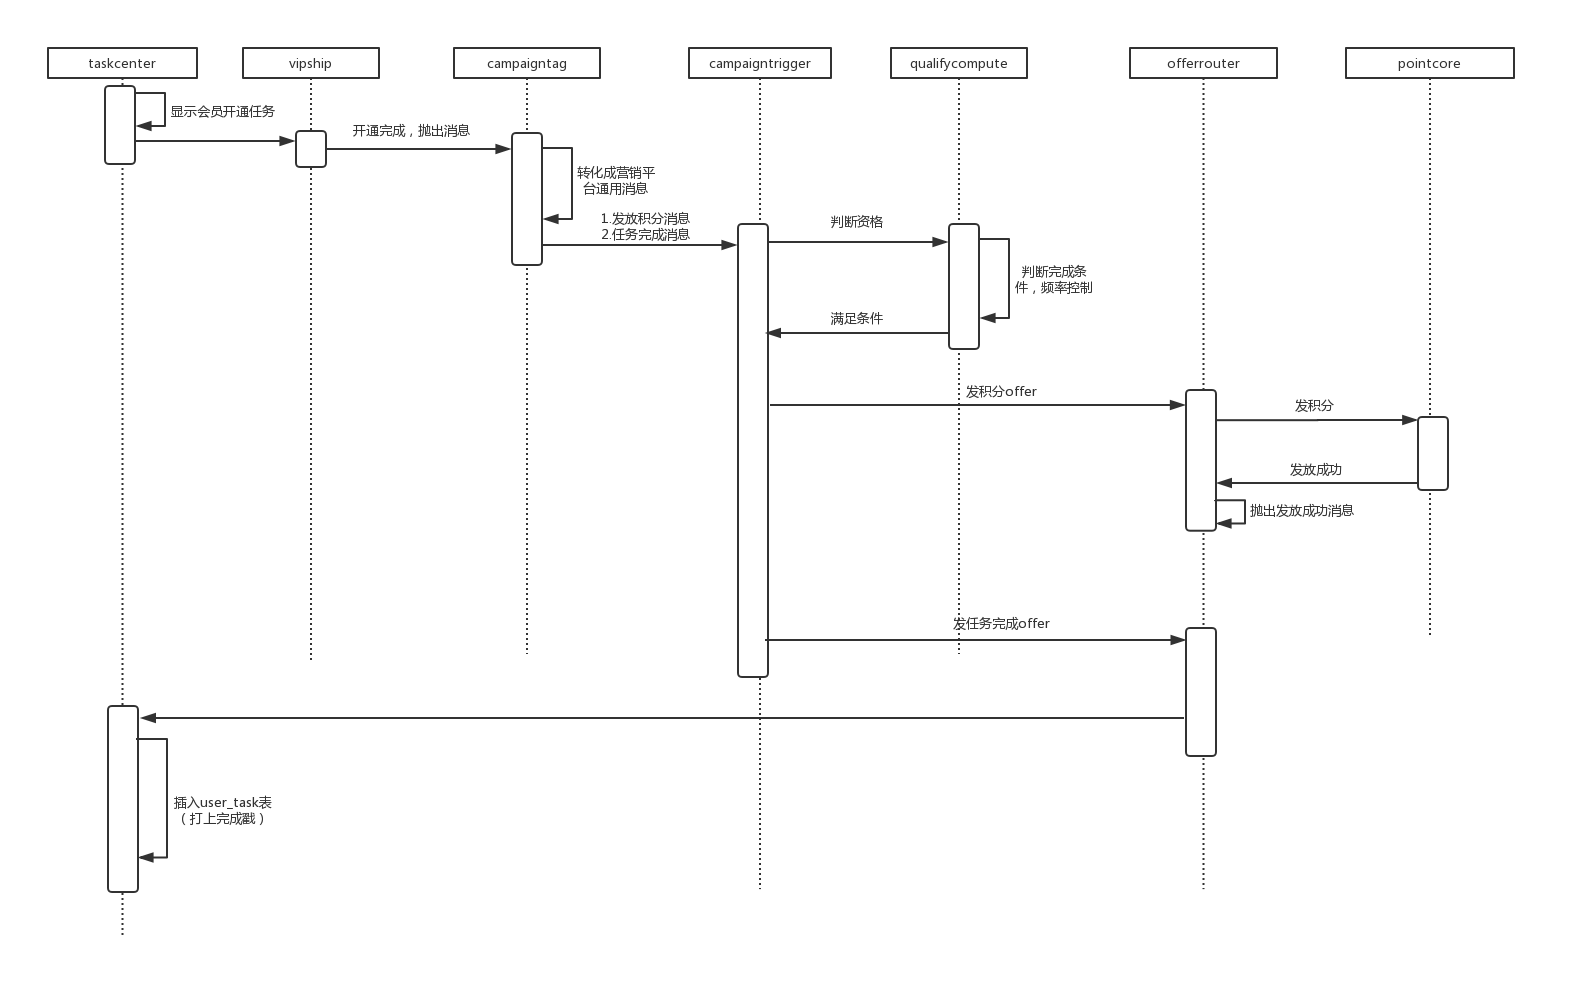 taskcenter
vipship
campaigntag
campaigntrigger
qualifycompute
offerrouter
pointcore
显示会员开通任务
开通完成，抛出消息
转化成营销平
台通用消息
1.发放积分消息
2.任务完成消息
判断资格
判断完成条
件，频率控制
满足条件
发积分offer
发积分
发放成功
抛出发放成功消息
发任务完成offer
插入user_task表
（打上完成戳）